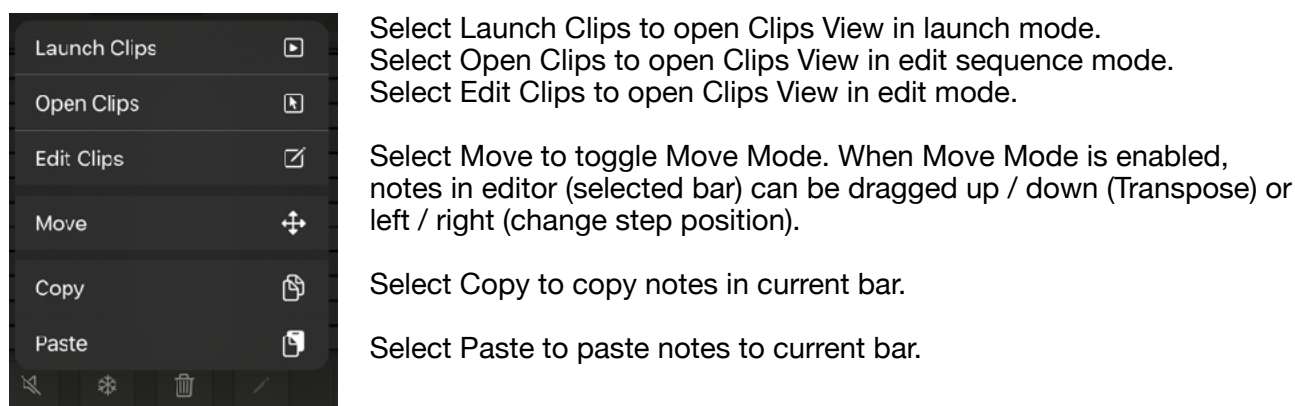 Launch Clips
Open Clips
Edit Clips
Move
Copy
Paste
Select Launch Clips to open Clips View in launch mode.
Select Open Clips to open Clips View in edit sequence mode.
Select Edit Clips to open Clips View in edit mode.
Select Move to toggle Move Mode. When Move Mode is enabled,
notes in editor (selected bar) can be dragged up / down (Transpose) or
left / right (change step position).
Select Copy to copy notes in current bar.
Select Paste to paste notes to current bar.